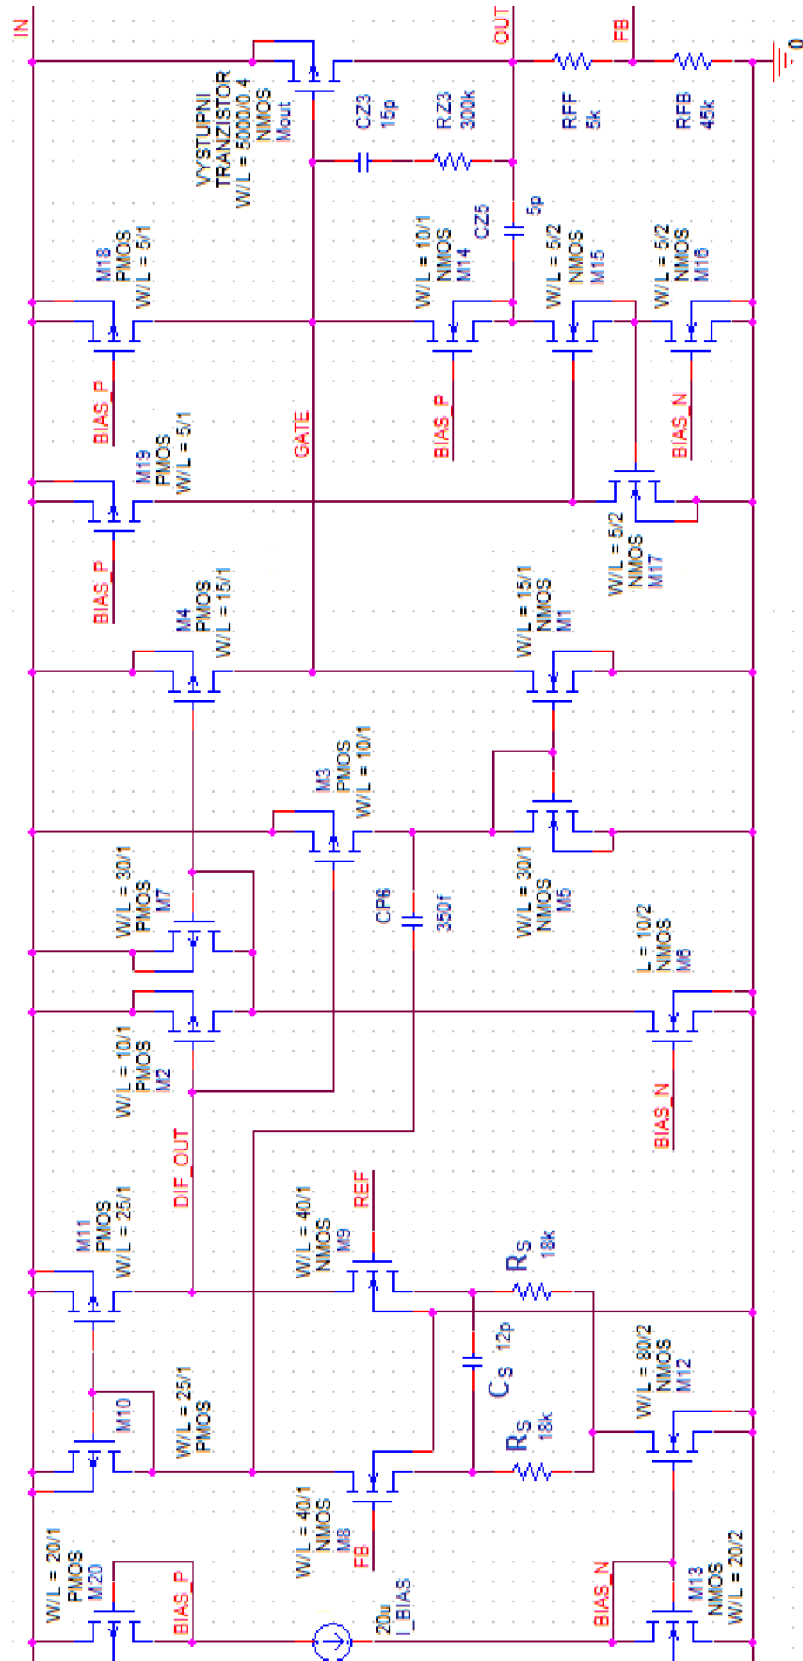 IN
OUT
FB
0
VYSTUPNI
TRANZISTOR
W/L = 5000/0.4
NMOS
Mout
CZ3
15p
RZ3
300k
RFF
5k
RFB
45k
M18
PMOS
W/L = 5/1
BIAS_P
W/L = 10/1
NMOS
M14
BIAS_P
CZ5
5p
W/L = 5/2
NMOS
M15
W/L = 5/2
NMOS
M16
BIAS_N
GATE
M19
PMOS
W/L = 5/1
BIAS_P
W/L = 5/2
NMOS
M17
M4
PMOS
W/L = 15/1
W/L = 15/1
NMOS
M1
M3
PMOS
W/L = 10/1
W/L = 30/1
PMOS
M7
CP6
350f
W/L = 30/1
NMOS
M5
W/L = 10/1
PMOS
M2
L = 10/2
NMOS
M6
BIAS_N
DIF_OUT
M11
PMOS
W/L = 25/1
W/L = 40/1
NMOS
M9
REF
RS
18k
CS
12p
M10
W/L = 25/1
PMOS
RS
18k
W/L = 80/2
NMOS
M12
W/L = 40/1
NMOS
M8
FB
W/L = 20/1
PMOS
M20
BIAS_P
20u
I_BIAS
BIAS_N
M13
NMOS
W/L = 20/2